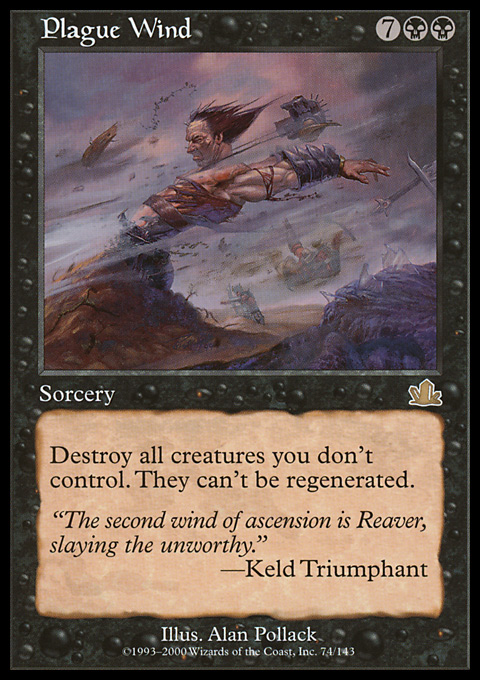 Plague Wind 7
Sorcery
Destroy all creatures you don't
control. They can't be regenerated.
“The second wind of ascension is Reaver,
slaying the unworthy.”
—Keld Triumphant
Illus. Alan Pollack
©1993–2000 Wizards of the Coast, Inc. 74/143